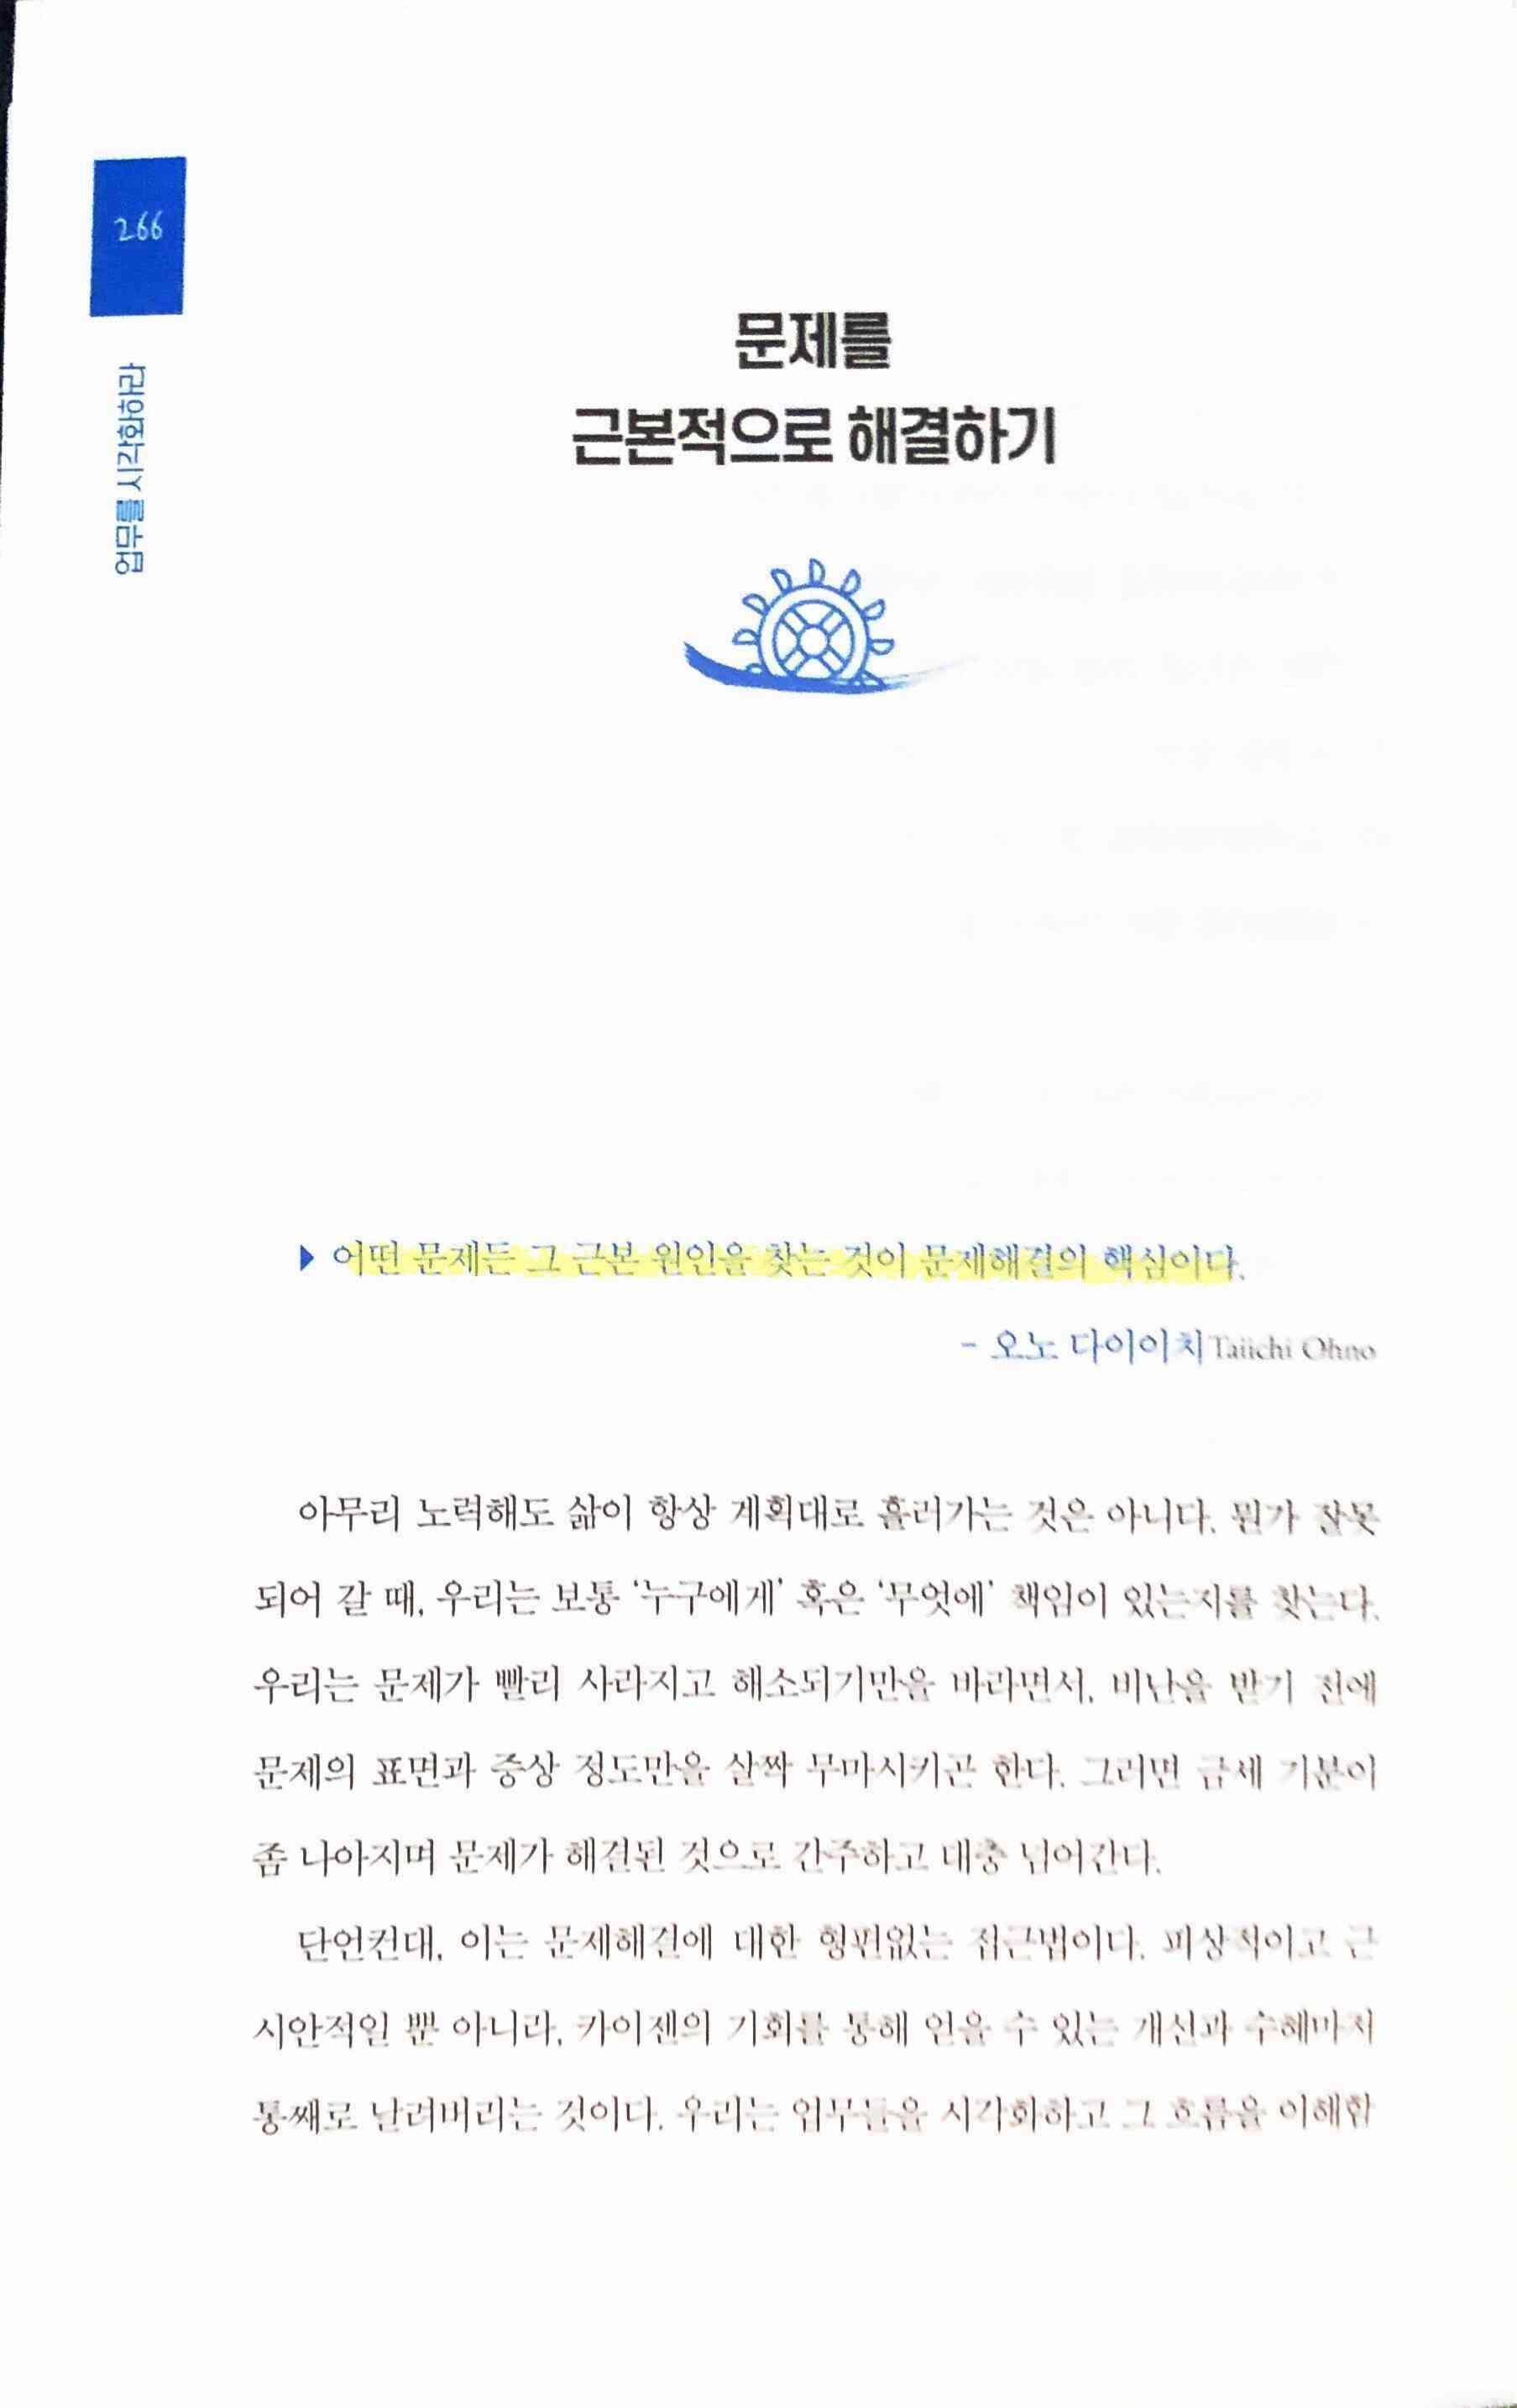 266
업무를 시각화하라
문제를
근본적으로 해결하기
▶ 어떤 문제든 그 근본 원인을 찾는 것이 문제해결의 핵심이다.
- 오노 다이이치 Taiichi Ohno
아무리 노력해도 삶이 항상 계획대로 흘러가는 것은 아니다. 뭔가 잘못
되어 갈 때, 우리는 보통 ‘누구에게’ 혹은 ‘무엇에’ 책임이 있는지를 찾는다.
우리는 문제가 빨리 사라지고 해소되기만을 바라면서, 비난을 받기 전에
문제의 표면과 증상 정도만을 살짝 무마시키곤 한다. 그러면 금세 기분이
좀 나아지며 문제가 해결된 것으로 간주하고 대충 넘어간다.
단언컨대, 이는 문제해결에 대한 형편없는 접근법이다. 피상적이고 근
시안적일 뿐 아니라, 카이젠의 기회를 통해 얻을 수 있는 개선과 수혜마저
통째로 날려버리는 것이다. 우리는 업무들을 시각화하고 그 흐름을 이해함